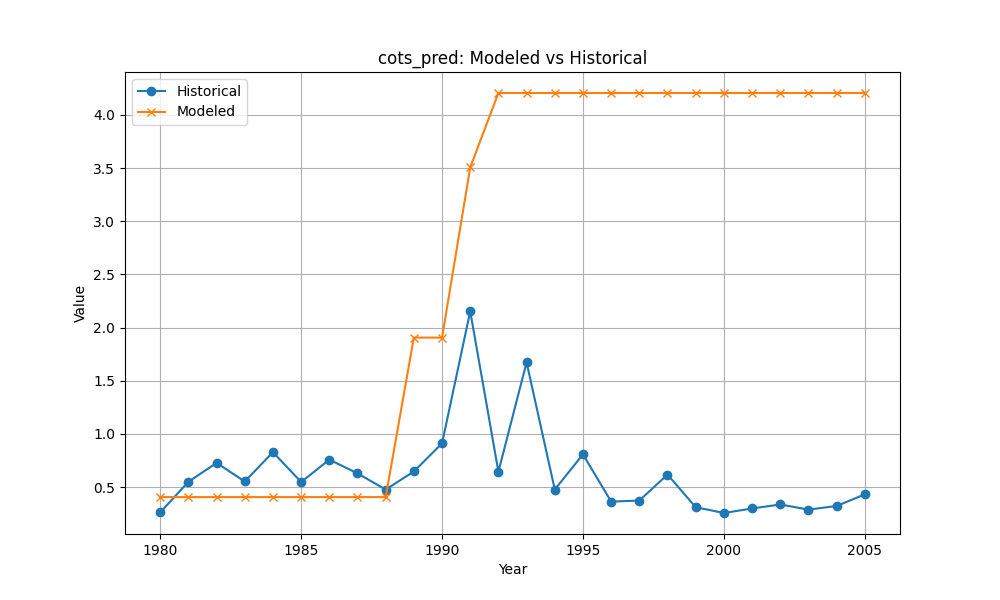 cots_pred: Modeled vs Historical
Historical
Modeled
Value
4.0
3.5
3.0
2.5
2.0
1.5
1.0
0.5
1980 1985 1990 1995 2000 2005
Year